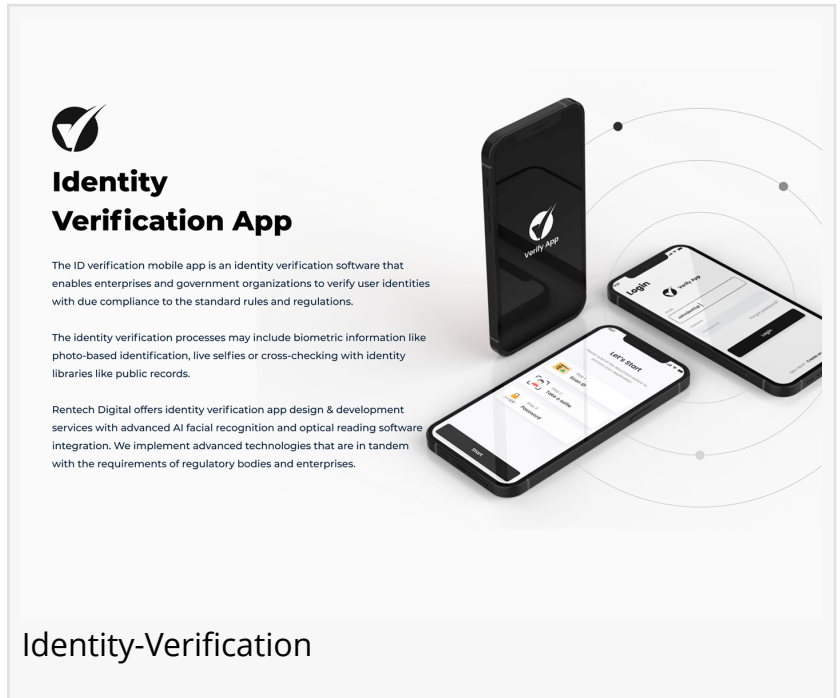 Identity
Verification App
The ID verification mobile app is an identity verification software that
enables enterprises and government organizations to verify user identities
with due compliance to the standard rules and regulations.
The identity verification processes may include biometric information like
photo-based identification, live selfies or cross-checking with identity
libraries like public records.
Rentech Digital offers identity verification app design & development
services with advanced AI facial recognition and optical reading software
integration. We implement advanced technologies that are in tandem
with the requirements of regulatory bodies and enterprises.
Verify App
Login
Verify App
Login
Let's Start
Take a selfie
Password
Start
Identity-Verification